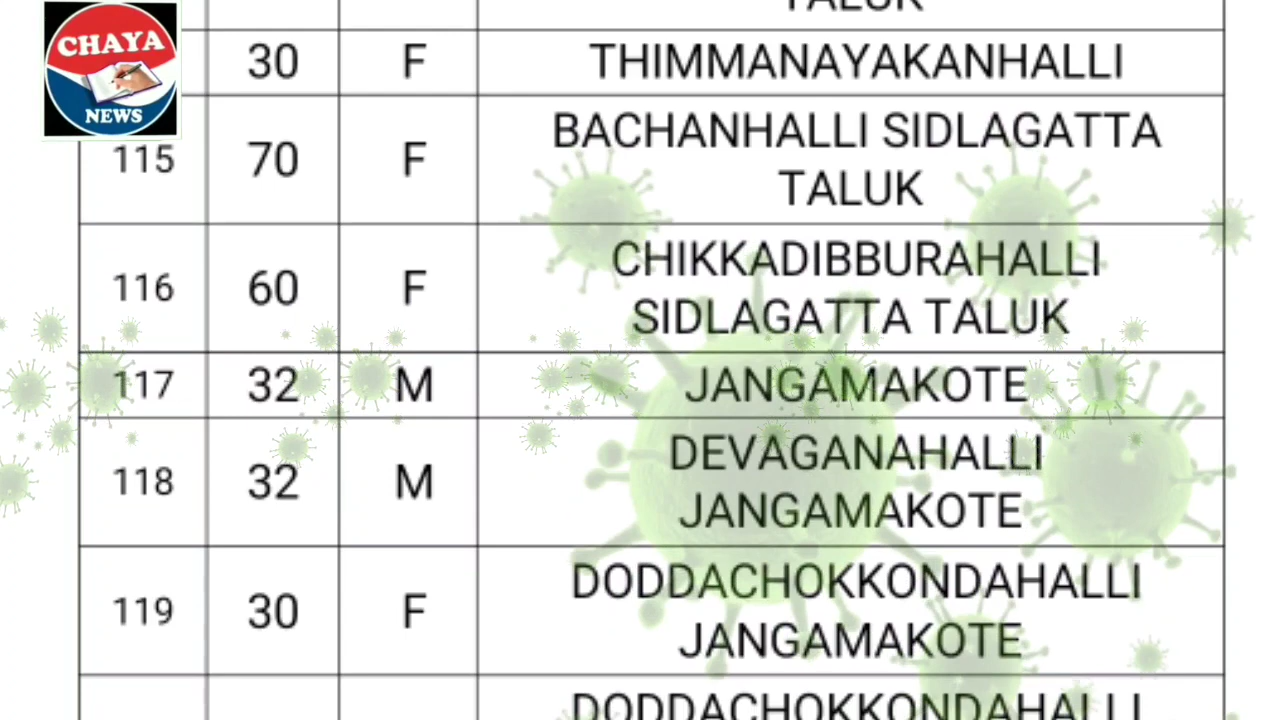 TALUK
CHAYA
NEWS
30 F THIMMANAYAKANHALLI
115 70 F BACHANHALLI SIDLAGATTA
TALUK
116 60 F CHIKKADIBBURAHALLI
SIDLAGATTA TALUK
117 32 M JANGAMAKOTE
118 32 M DEVAGANAHALLI
JANGAMAKOTE
119 30 F DODDACHOKKONDAHALLI
JANGAMAKOTE
DODDACHOKKONDAHALLI